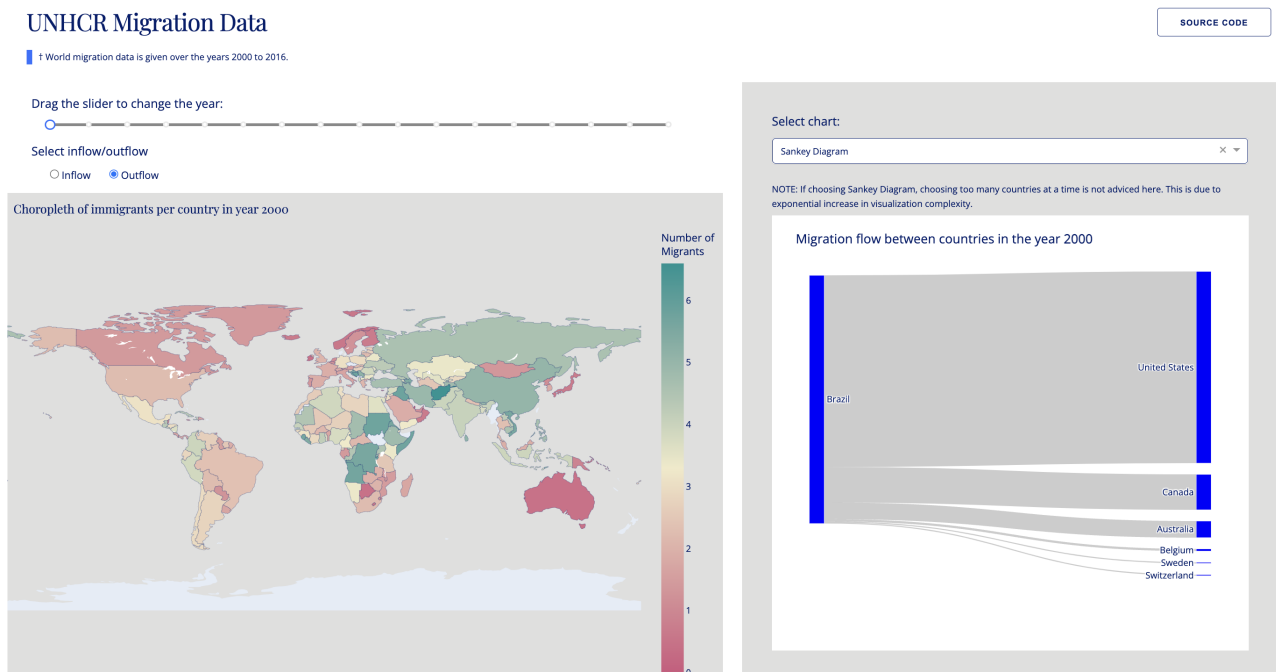 UNHCR Migration Data
SOURCE CODE
† World migration data is given over the years 2000 to 2016.
Drag the slider to change the year:
Select inflow/outflow
Inflow
Outflow
Choropleth of immigrants per country in year 2000
Number of
Migrants
6
5
4
3
2
1
0
Select chart:
Sankey Diagram
NOTE: If choosing Sankey Diagram, choosing too many countries at a time is not adviced here. This is due to
exponential increase in visualization complexity.
Migration flow between countries in the year 2000
United States
Brazil
Canada
Australia
Belgium
Sweden
Switzerland